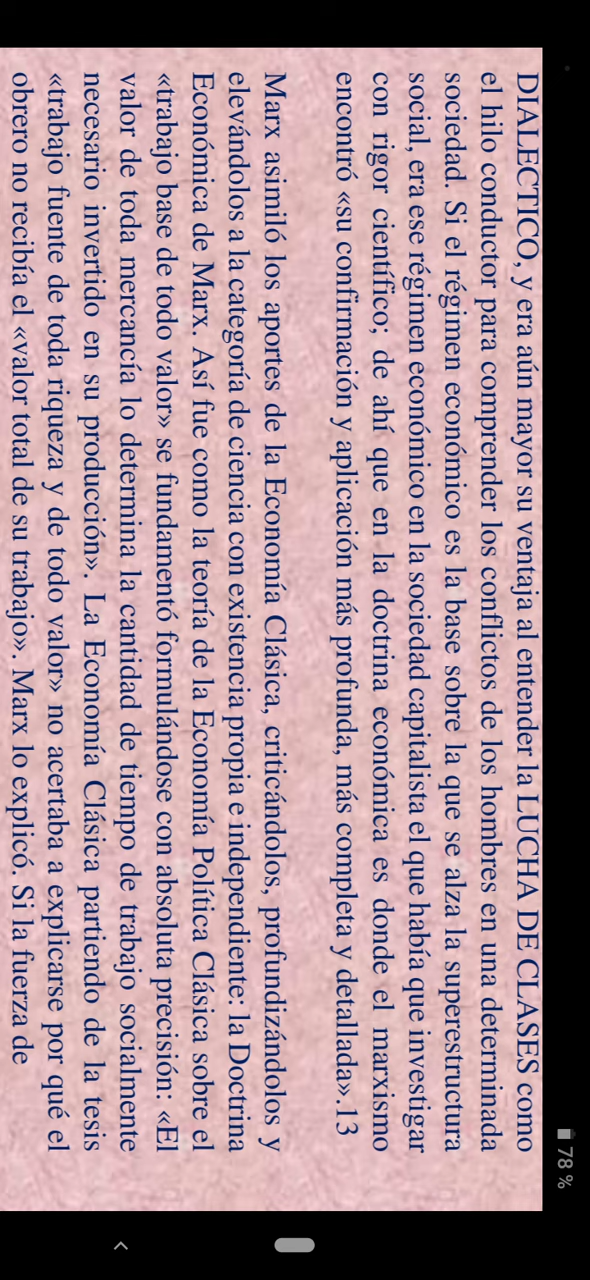 78 %
DIALECTICO, y era aún mayor su ventaja al entender la LUCHA DE CLASES como
el hilo conductor para comprender los conflictos de los hombres en una determinada
sociedad. Si el régimen económico es la base sobre la que se alza la superestructura
social, era ese régimen económico en la sociedad capitalista el que había que investigar
con rigor científico; de ahí que en la doctrina económica es donde el marxismo
encontró «su confirmación y aplicación más profunda, más completa y detallada».13
Marx asimiló los aportes de la Economía Clásica, criticándolos, profundizándolos y
elevándolos a la categoría de ciencia con existencia propia e independiente: la Doctrina
Económica de Marx. Así fue como la teoría de la Economía Política Clásica sobre el
«trabajo base de todo valor» se fundamentó formulándose con absoluta precisión: «El
valor de toda mercancía lo determina la cantidad de tiempo de trabajo socialmente
necesario invertido en su producción». La Economía Clásica partiendo de la tesis
«trabajo fuente de toda riqueza y de todo valor» no acertaba a explicarse por qué el
obrero no recibía el «valor total de su trabajo». Marx lo explicó. Si la fuerza de